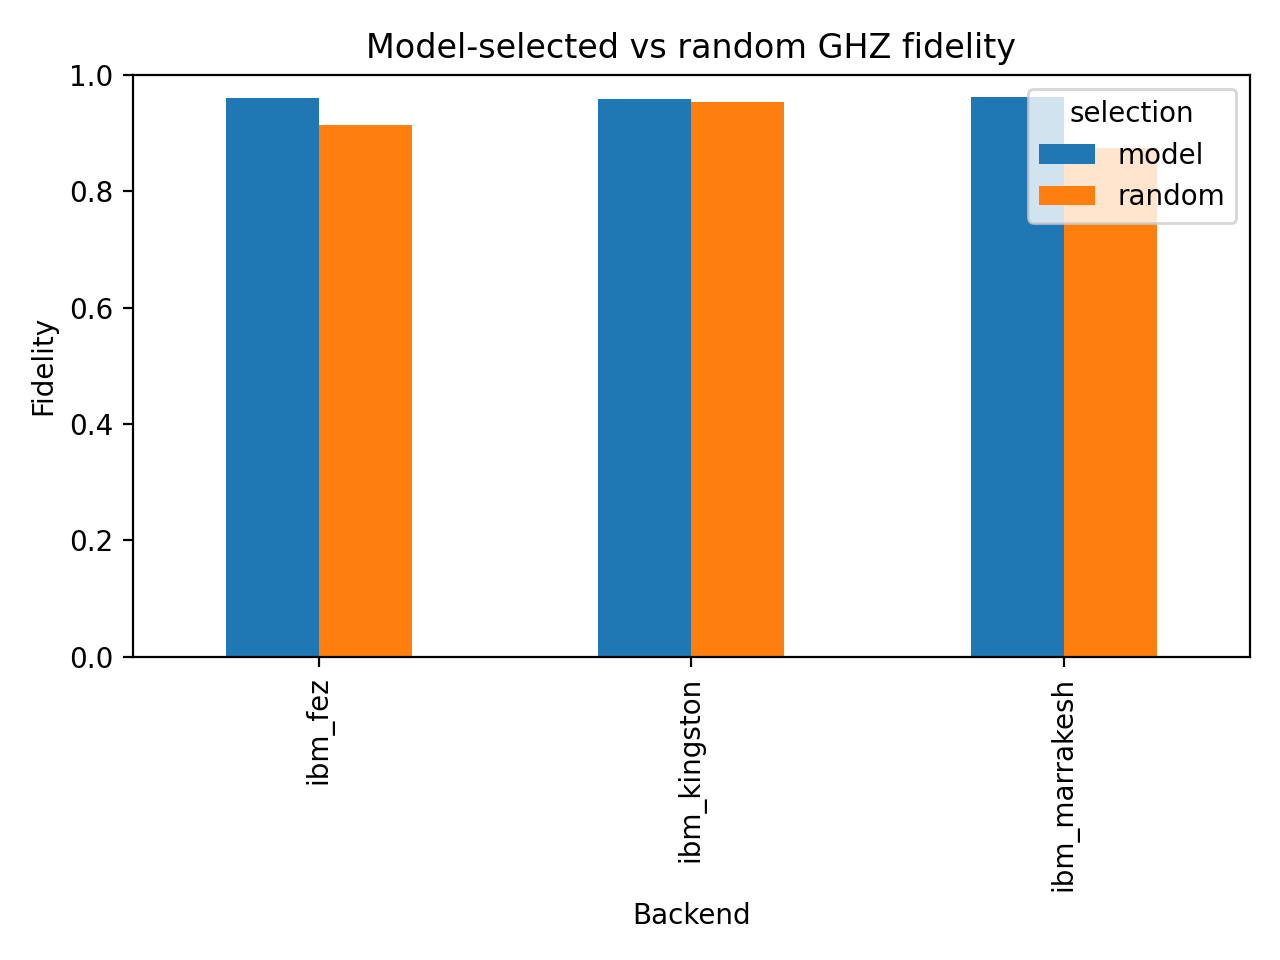 Model-selected vs random GHZ fidelity
1.0
0.8
0.6
0.4
0.2
0.0
Fidelity
selection
model
random
ibm_fez
ibm_kingston
ibm_marrakesh
Backend